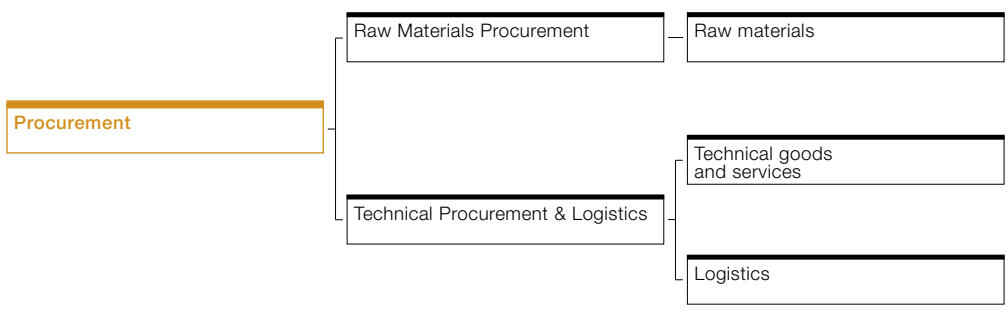 Raw Materials Procurement
Raw materials
Procurement
Technical goods
and services
Technical Procurement & Logistics
Logistics